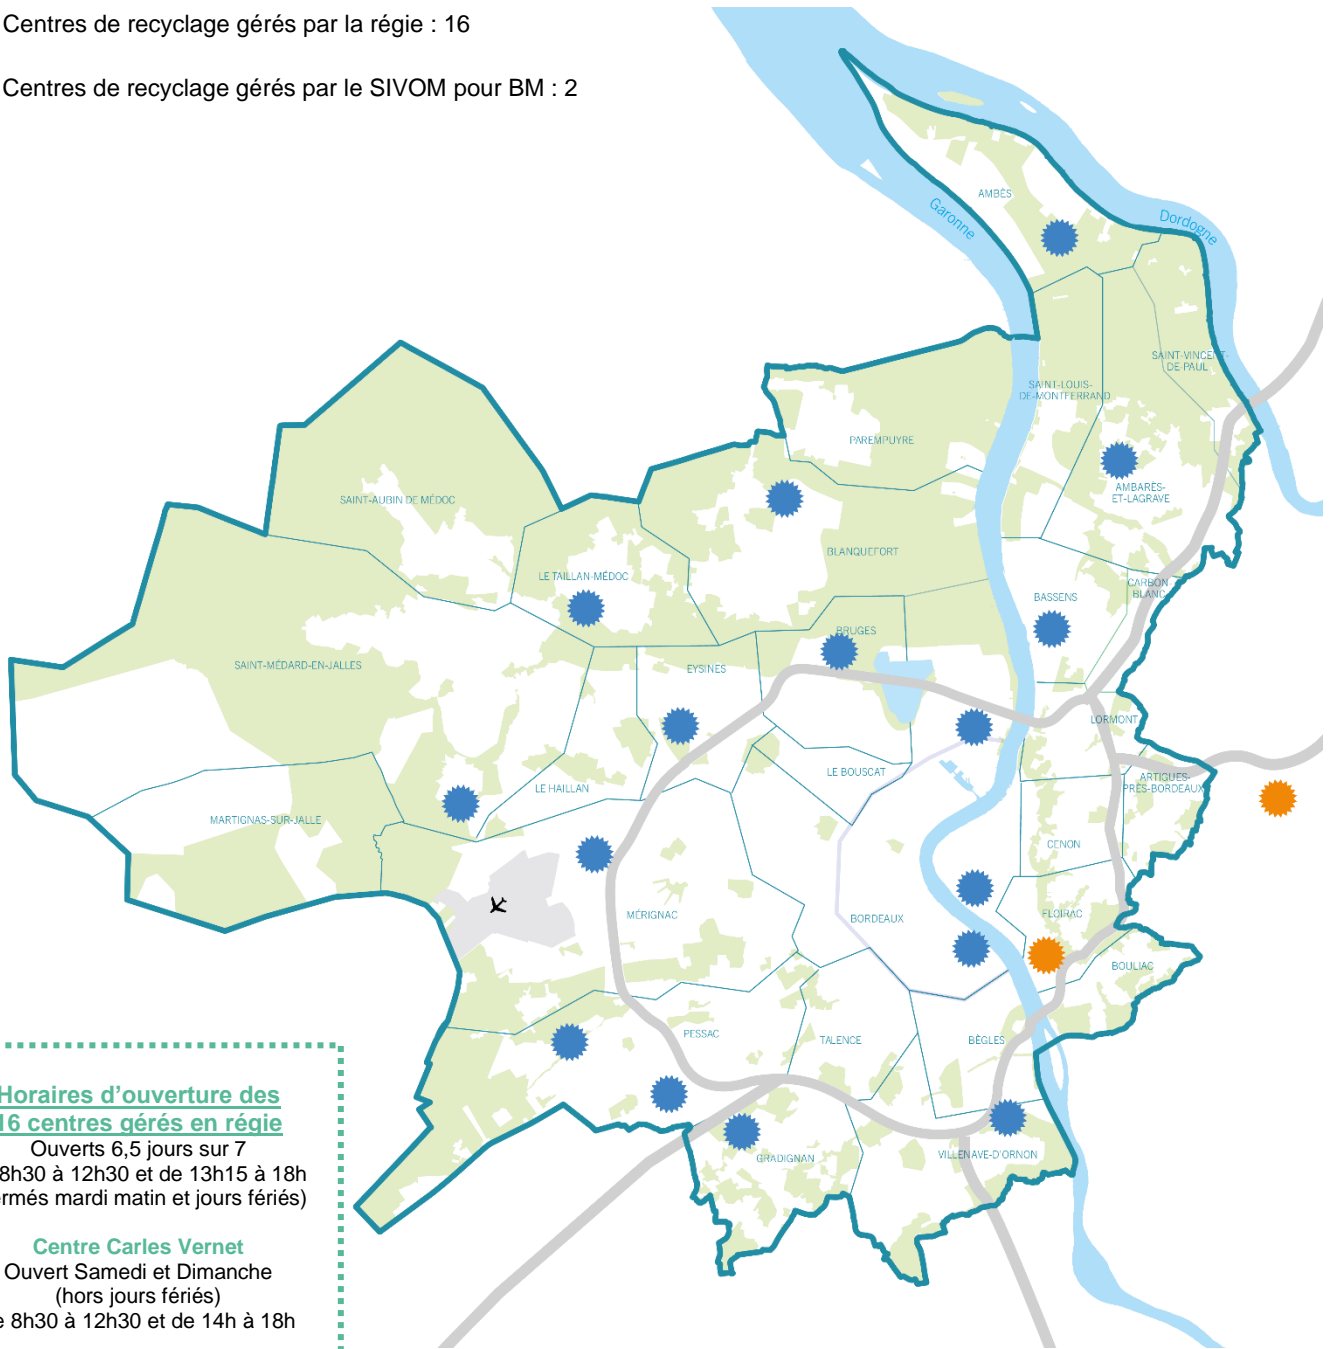 Centres de recyclage gérés par la régie : 16
Centres de recyclage gérés par le SIVOM pour BM : 2
AMBÈS
Garonne
Dordogne
SAINT-VINCENT-
DE-PAUL
SAINT-LOUIS-
DE-MONTFERRAND
PAREMPUYRE
AMBARÈS-
ET-LAGRAVE
SAINT-AUBIN DE MÉDOC
BLANQUEFORT
LE TAILLAN-MÉDOC
CARBON
BLANC
BASSENS
BRUGES
SAINT-MÉDARD-EN-JALLES
EYSINES
LORMONT
LE BOUSCAT
ARTIGUES-
PRÈS-BORDEAUX
LE HAILLAN
MARTIGNAS-SUR-JALLE
CENON
MÉRIGNAC
BORDEAUX
FLOIRAC
BOULIAC
PESSAC
TALENCE
BÈGLES
GRADIGNAN
VILLENAVE-D'ORNON
Horaires d'ouverture des
16 centres gérés en régie
Ouverts 6,5 jours sur 7
8h30 à 12h30 et de 13h15 à 18h
ermés mardi matin et jours fériés)
Centre Carles Vernet
Ouvert Samedi et Dimanche
(hors jours fériés)
e 8h30 à 12h30 et de 14h à 18h